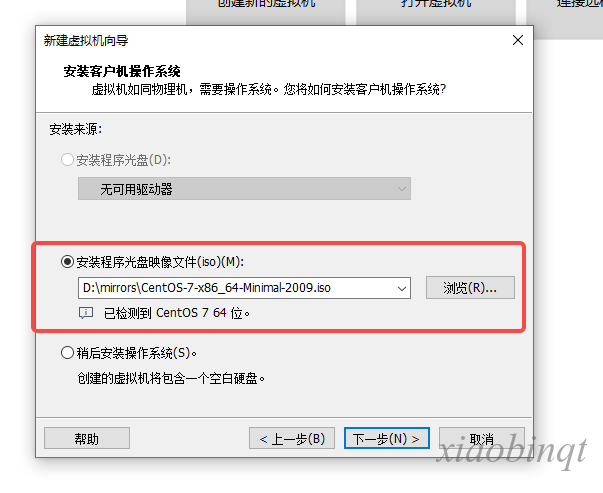 创建新的虚拟机 打开虚拟机 连接远
新建虚拟机向导
安装客户机操作系统
虚拟机如同物理机，需要操作系统。您将如何安装客户机操作系统?
安装来源:
安装程序光盘(D):
无可用驱动器
安装程序光盘映像文件(iso)(M):
D:\mirrors\CentOS-7-x86_64-Minimal-2009.iso 浏览(R)...
已检测到 CentOS 7 64 位。
稍后安装操作系统(S)。
创建的虚拟机将包含一个空白硬盘。
帮助 < 上一步(B) 下一步(N) > 取消
xiaobinqt